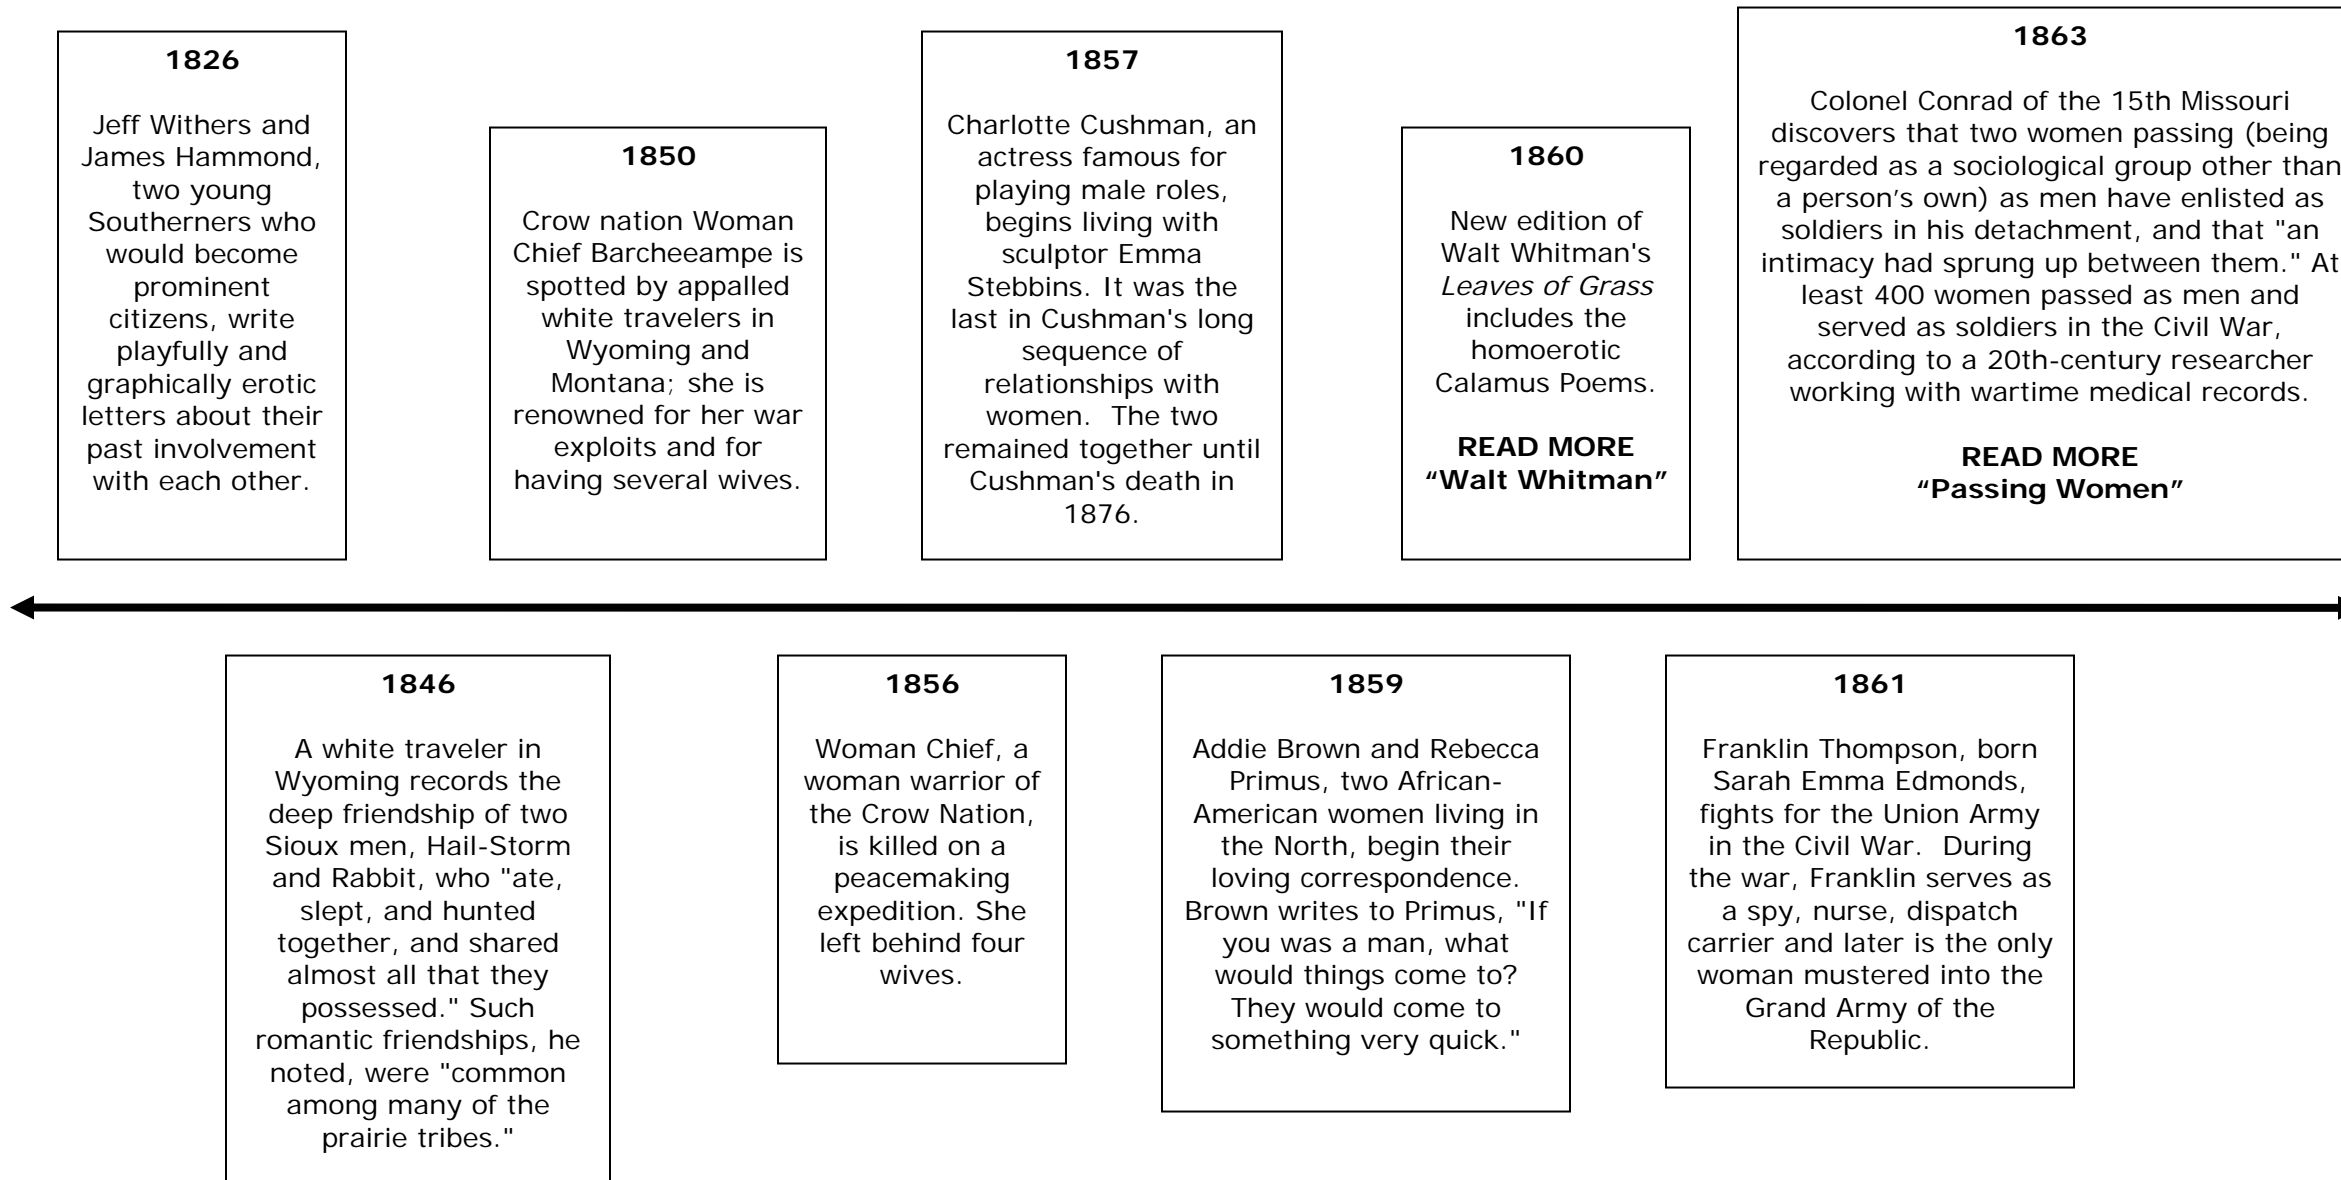 1826
Jeff Withers and
James Hammond,
two young
Southerners who
would become
prominent
citizens, write
playfully and
graphically erotic
letters about their
past involvement
with each other.
1850
Crow nation Woman
Chief Barcheeampe is
spotted by appalled
white travelers in
Wyoming and
Montana; she is
renowned for her war
exploits and for
having several wives.
1857
Charlotte Cushman, an
actress famous for
playing male roles,
begins living with
sculptor Emma
Stebbins. It was the
last in Cushman's long
sequence of
relationships with
women.  The two
remained together until
Cushman's death in
1876.
1860
New edition of
Walt Whitman's
Leaves of Grass
includes the
homoerotic
Calamus Poems.
READ MORE
“Walt Whitman”
1863
Colonel Conrad of the 15th Missouri
discovers that two women passing (being
regarded as a sociological group other than
a person’s own) as men have enlisted as
soldiers in his detachment, and that "an
intimacy had sprung up between them." At
least 400 women passed as men and
served as soldiers in the Civil War,
according to a 20th-century researcher
working with wartime medical records.
READ MORE
“Passing Women”
1846
A white traveler in
Wyoming records the
deep friendship of two
Sioux men, Hail-Storm
and Rabbit, who "ate,
slept, and hunted
together, and shared
almost all that they
possessed." Such
romantic friendships, he
noted, were "common
among many of the
prairie tribes."
1856
Woman Chief, a
woman warrior of
the Crow Nation,
is killed on a
peacemaking
expedition. She
left behind four
wives.
1859
Addie Brown and Rebecca
Primus, two African-
American women living in
the North, begin their
loving correspondence.
Brown writes to Primus, "If
you was a man, what
would things come to?
They would come to
something very quick."
1861
Franklin Thompson, born
Sarah Emma Edmonds,
fights for the Union Army
in the Civil War.  During
the war, Franklin serves as
a spy, nurse, dispatch
carrier and later is the only
woman mustered into the
Grand Army of the
Republic.